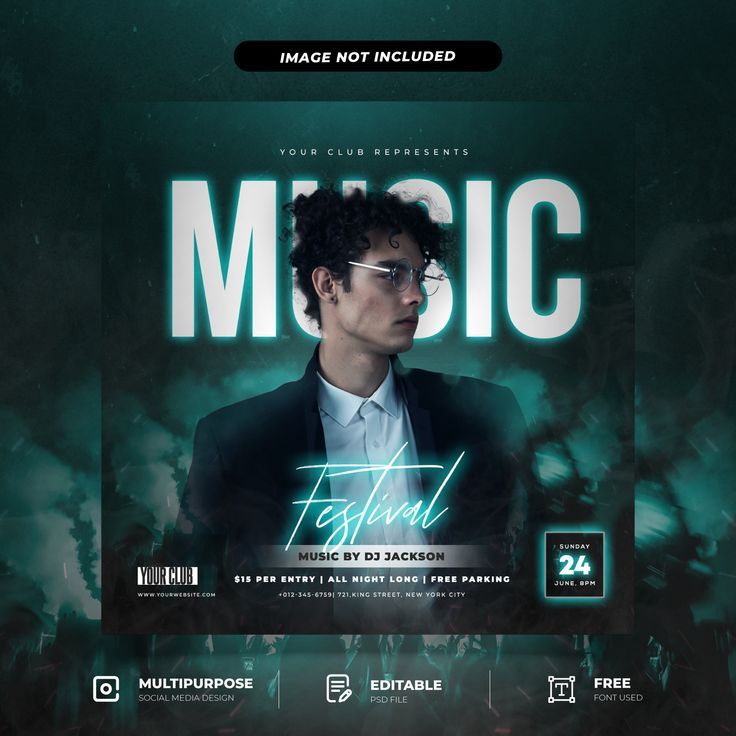 IMAGE NOT INCLUDED
YOUR CLUB REPRESENTS
MUSIC
Festival
MUSIC BY DJ JACKSON
$15 PER ENTRY | ALL NIGHT LONG | FREE PARKING
+012-345-6759| 721,KING STREET, NEW YORK CITY
YOUR CLUB
WWW.YOURWEBSITE.COM
SUNDAY
24
JUNE, 8PM
MULTIPURPOSE
SOCIAL MEDIA DESIGN
EDITABLE
PSD FILE
T
FREE
FONT USED